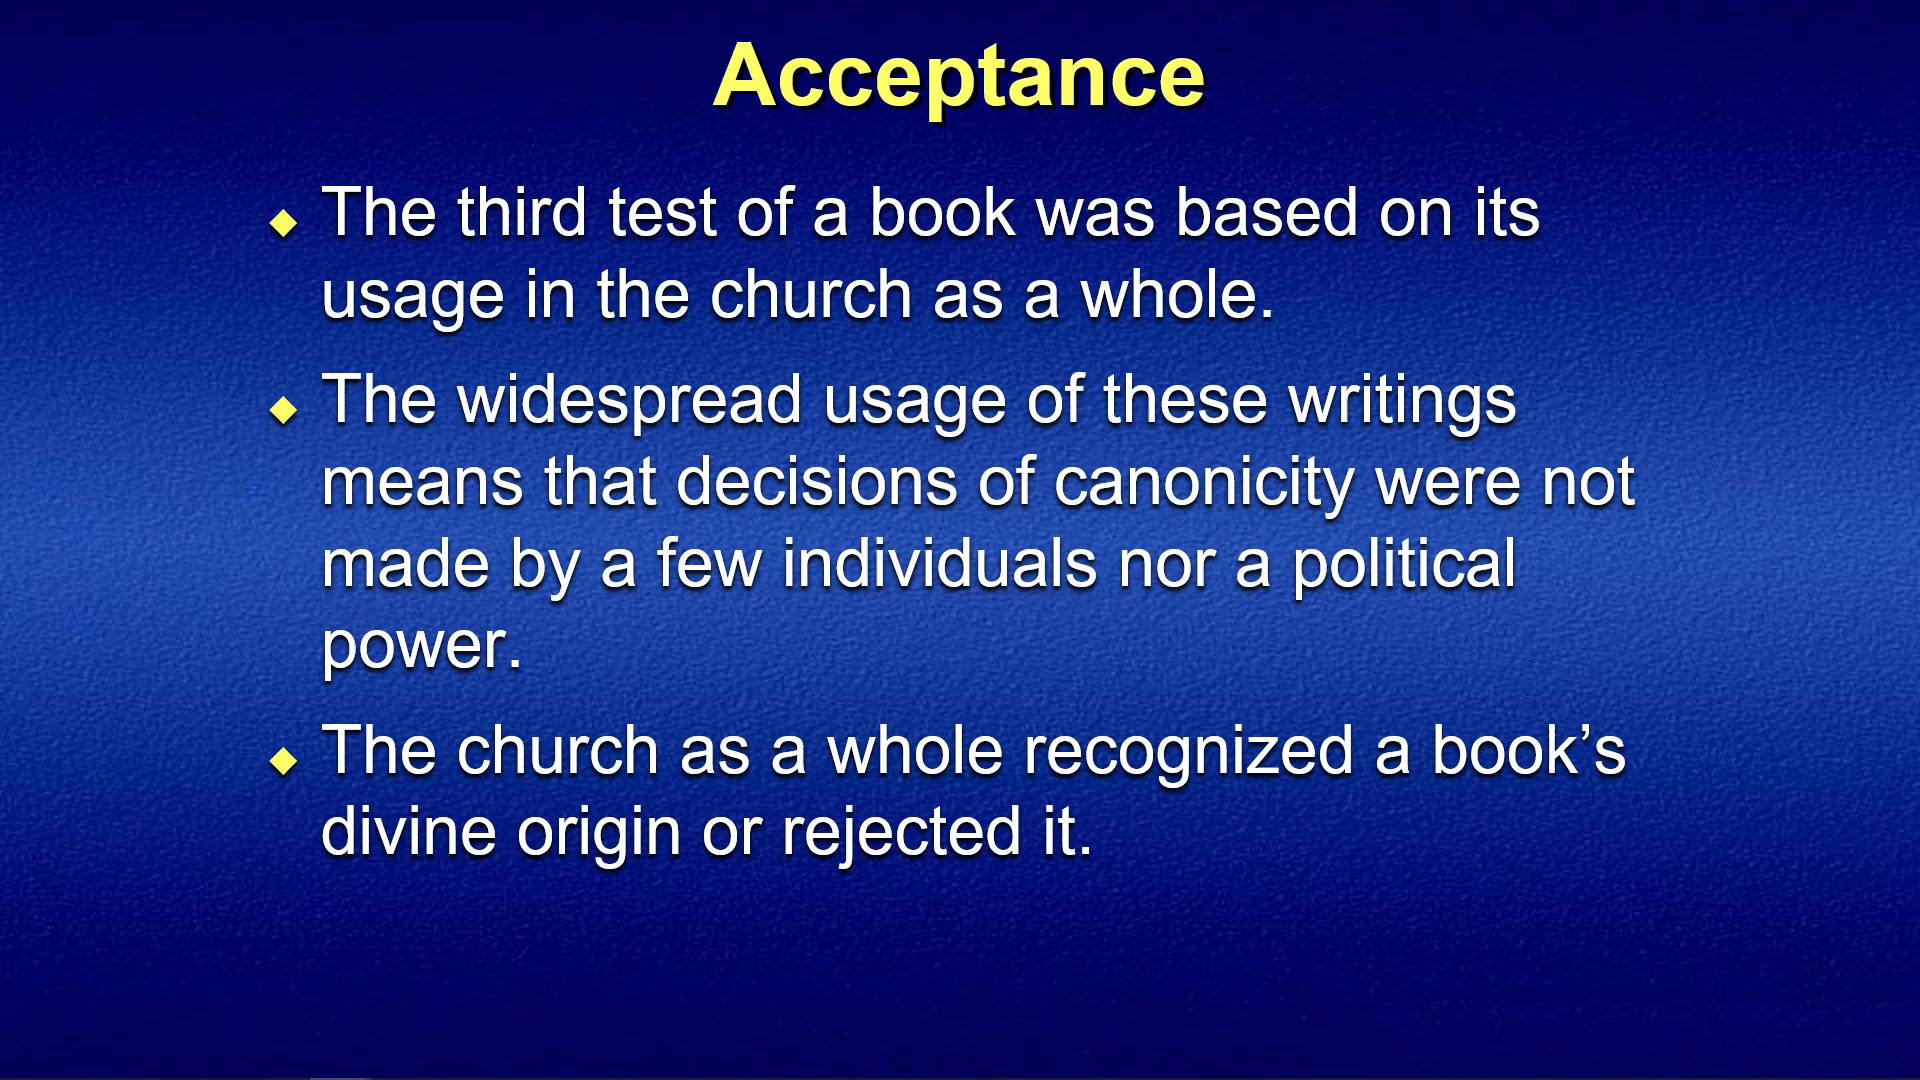 Acceptance
The third test of a book was based on its
usage in the church as a whole.
The widespread usage of these writings
means that decisions of canonicity were not
made by a few individuals nor a political
power.
The church as a whole recognized a book’s
divine origin or rejected it.